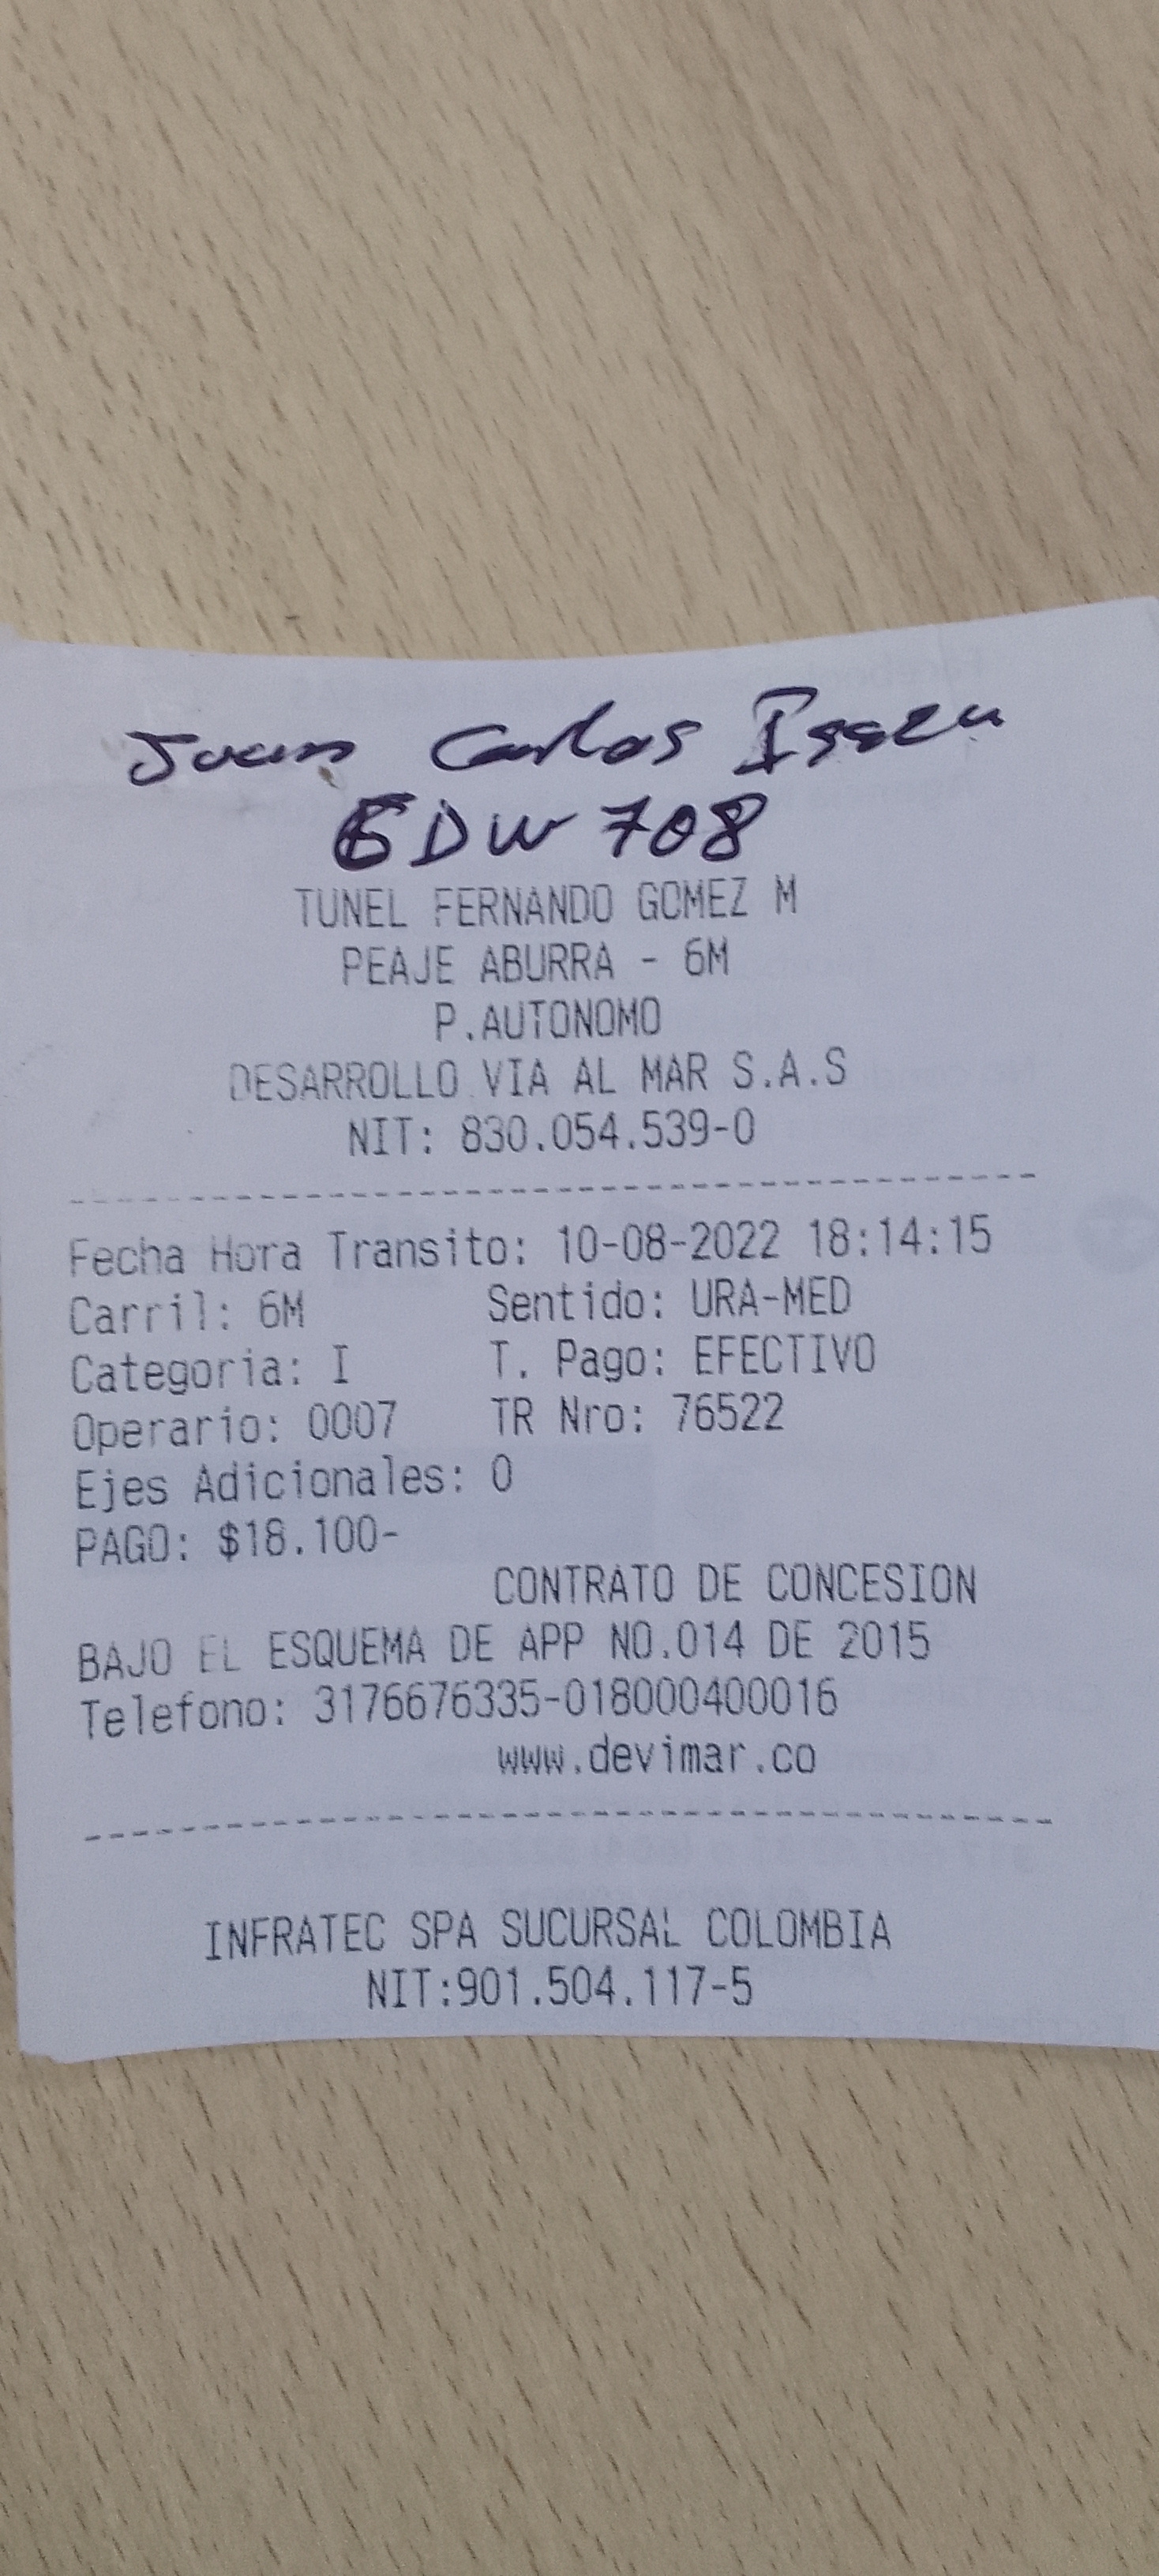 Juan Carlos Isaza
EDW 708
TUNEL FERNANDO GOMEZ M
PEAJE ABURRA - 6M
P.AUTONOMO
DESARROLLO VIA AL MAR S.A.S
NIT: 830.054.539-0
Fecha Hora Transito: 10-08-2022 18:14:15
Carril: 6M Sentido: URA-MED
Categoria: I T. Pago: EFECTIVO
Operario: 0007 TR Nro: 76522
Ejes Adicionales: 0
PAGO: $18.100-
CONTRATO DE CONCESION
BAJO EL ESQUEMA DE APP NO.014 DE 2015
Telefono: 3176676335-018000400016
www.devimar.co
INFRATEC SPA SUCURSAL COLOMBIA
NIT:901.504.117-5